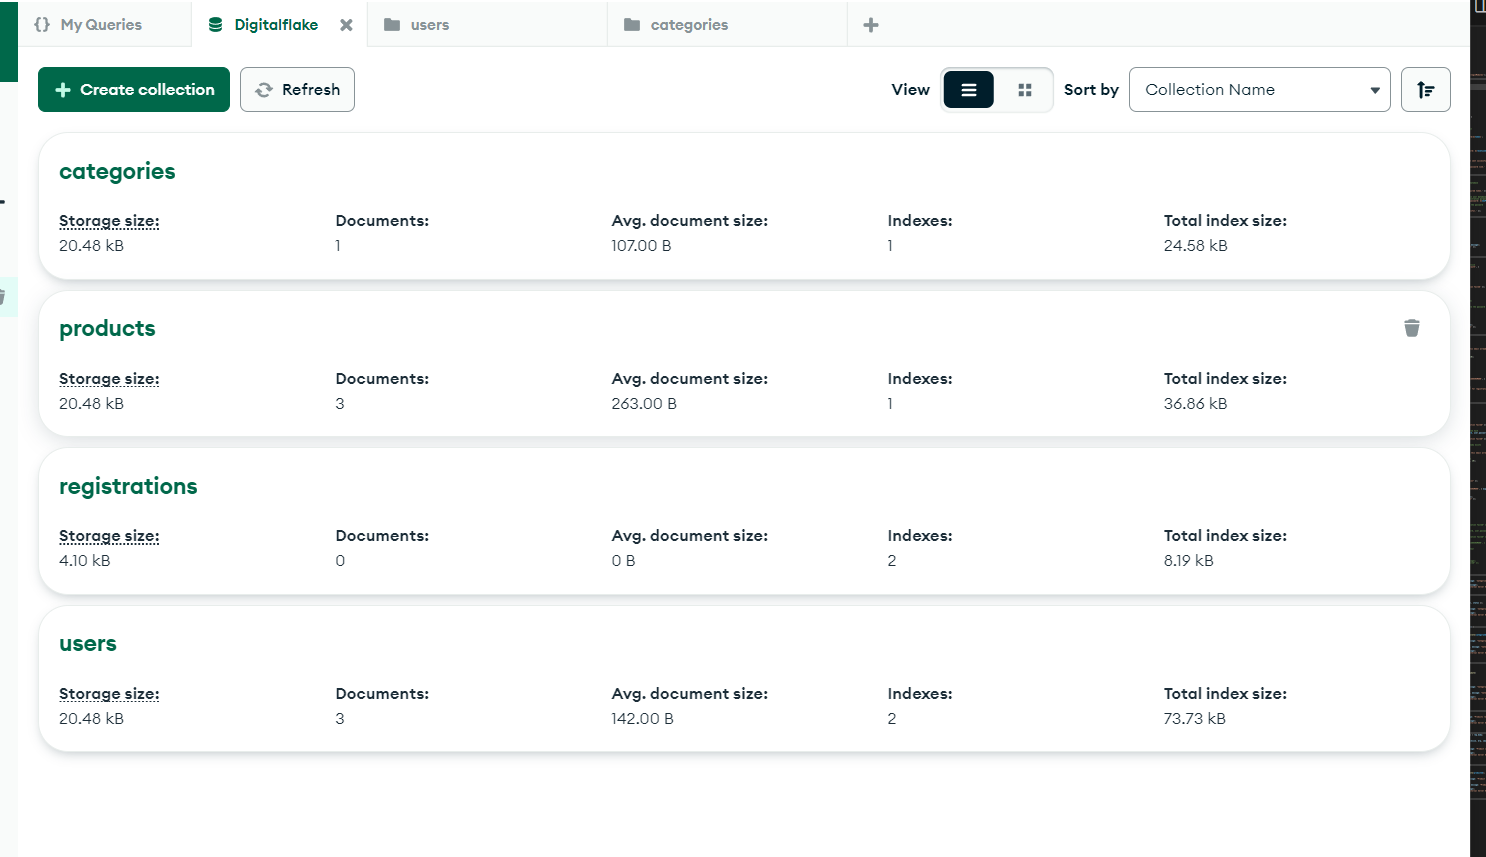 {} My Queries Digitalflake users categories
Create collection Refresh View Sort by Collection Name
categories
Storage size: Documents: Avg. document size: Indexes: Total index size:
20.48 kB 1 107.00 B 1 24.58 kB
products
Storage size: Documents: Avg. document size: Indexes: Total index size:
20.48 kB 3 263.00 B 1 36.86 kB
registrations
Storage size: Documents: Avg. document size: Indexes: Total index size:
4.10 kB 0 0 B 2 8.19 kB
users
Storage size: Documents: Avg. document size: Indexes: Total index size:
20.48 kB 3 142.00 B 2 73.73 kB